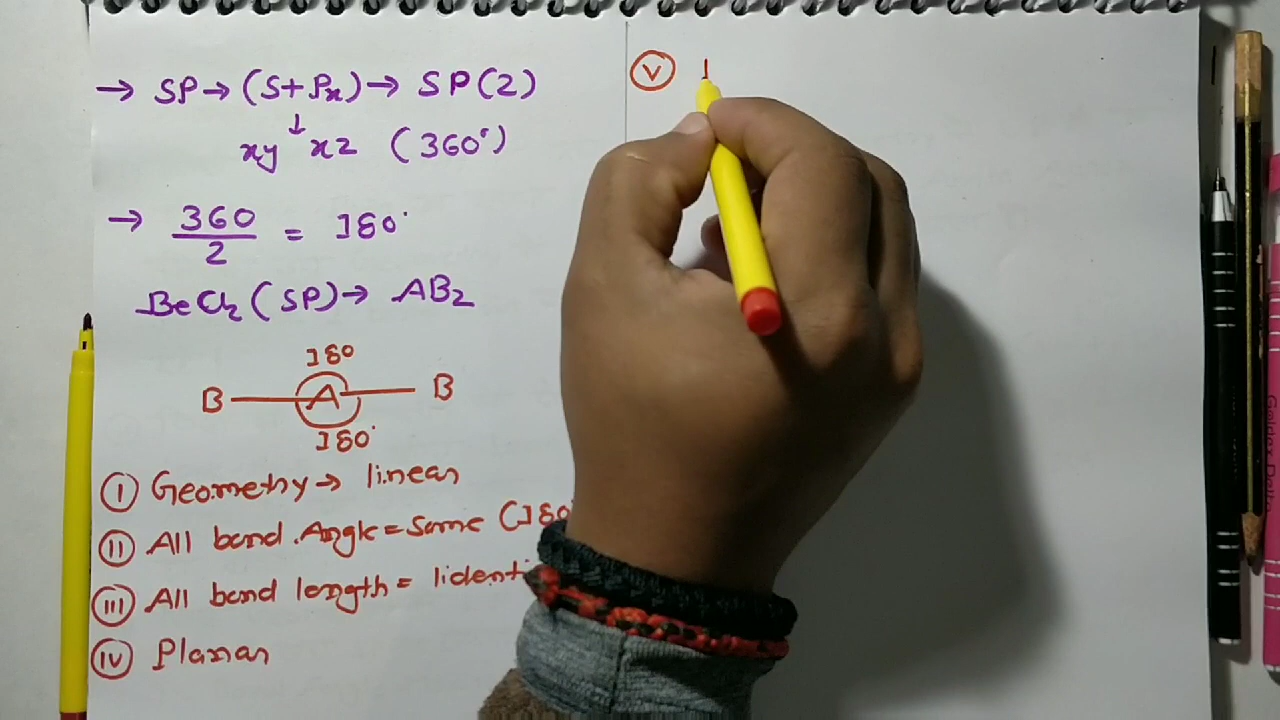 → SP → (S+Px) → SP(2)
↓
xy xz (360°)
→ 360/2 = 180°
BeCl2 (SP) → AB2
180°
B — A — B
180°
(I) Geometry → linear
(II) All bond Angle = Same (180
(III) All bond length = Iidenti
(IV) Planar
(V)